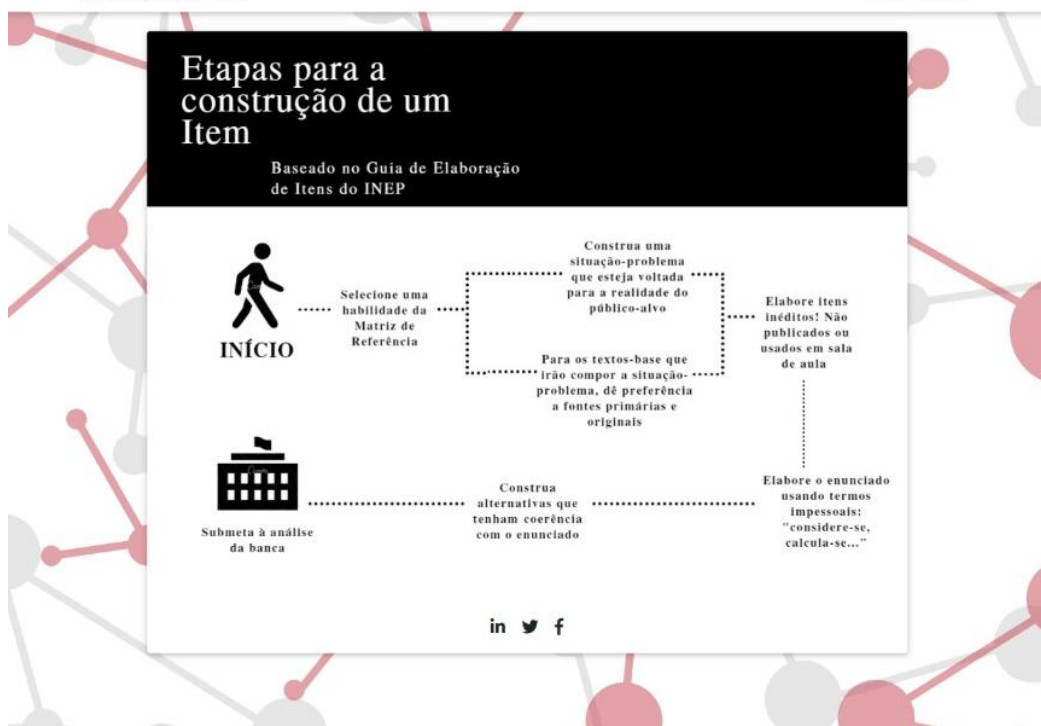 Etapas para a
construção de um
Item
Baseado no Guia de Elaboração
de Itens do INEP
INÍCIO
Selecione uma
habilidade da
Matriz de
Referência
Construa uma
situação-problema
que esteja voltada
para a realidade do
público-alvo
Para os textos-base que
irão compor a situação-
problema, dê preferência
a fontes primárias e
originais
Elabore itens
inéditos! Não
publicados ou
usados em sala
de aula
Elabore o enunciado
usando termos
impessoais:
"considere-se,
calcula-se..."
Construa
alternativas que
tenham coerência
com o enunciado
Submeta à análise
da banca